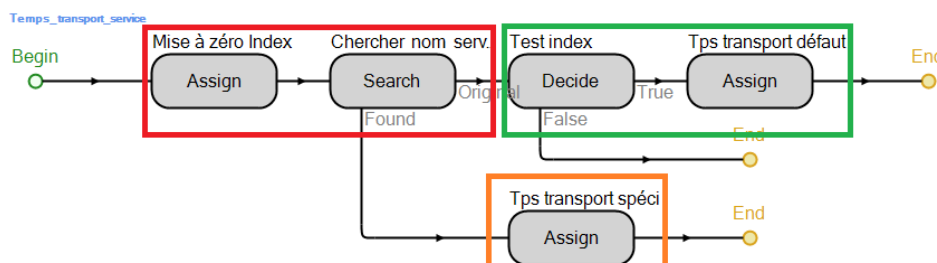 Temps_transport_service
Mise à zéro Index
Chercher nom serv.
Test index
Tps transport défaut
Begin
End
Assign
Search
Original
Decide
True
Assign
Found
False
End
Tps transport spéci
End
Assign